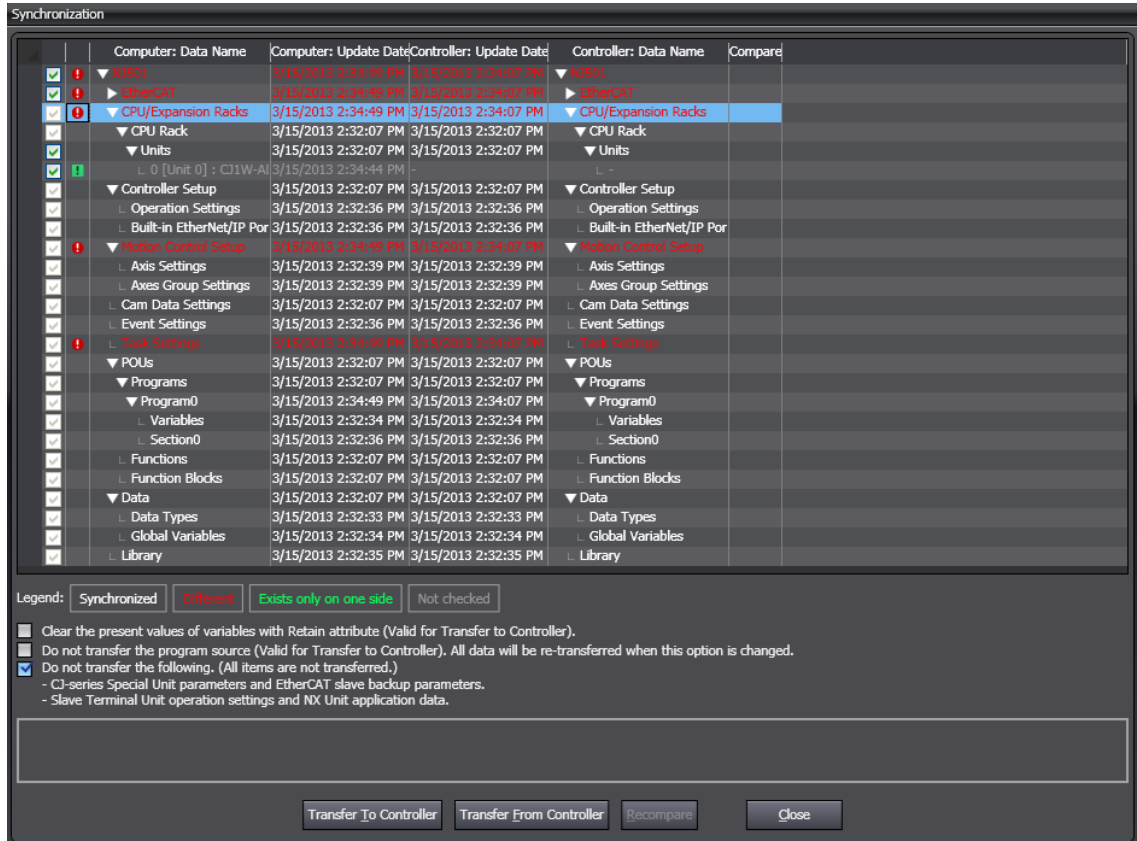 Synchronization
Computer: Data Name Computer: Update Date Controller: Update Date Controller: Data Name Compare
NJ501 3/15/2013 2:34:49 PM 3/15/2013 2:34:07 PM NJ501
EtherCAT 3/15/2013 2:34:49 PM 3/15/2013 2:34:07 PM EtherCAT
CPU/Expansion Racks 3/15/2013 2:34:49 PM 3/15/2013 2:34:07 PM CPU/Expansion Racks
CPU Rack 3/15/2013 2:32:07 PM 3/15/2013 2:32:07 PM CPU Rack
Units 3/15/2013 2:32:07 PM 3/15/2013 2:32:07 PM Units
0 [Unit 0] : CJ1W-A 3/15/2013 2:34:44 PM - -
Controller Setup 3/15/2013 2:32:07 PM 3/15/2013 2:32:07 PM Controller Setup
Operation Settings 3/15/2013 2:32:36 PM 3/15/2013 2:32:36 PM Operation Settings
Built-in EtherNet/IP Por 3/15/2013 2:32:36 PM 3/15/2013 2:32:36 PM Built-in EtherNet/IP Por
Motion Control Setup 3/15/2013 2:34:49 PM 3/15/2013 2:34:07 PM Motion Control Setup
Axis Settings 3/15/2013 2:32:39 PM 3/15/2013 2:32:39 PM Axis Settings
Axes Group Settings 3/15/2013 2:32:39 PM 3/15/2013 2:32:39 PM Axes Group Settings
Cam Data Settings 3/15/2013 2:32:07 PM 3/15/2013 2:32:07 PM Cam Data Settings
Event Settings 3/15/2013 2:32:36 PM 3/15/2013 2:32:36 PM Event Settings
Task Settings 3/15/2013 2:34:49 PM 3/15/2013 2:34:07 PM Task Settings
POUs 3/15/2013 2:32:07 PM 3/15/2013 2:32:07 PM POUs
Programs 3/15/2013 2:32:07 PM 3/15/2013 2:32:07 PM Programs
Program0 3/15/2013 2:34:49 PM 3/15/2013 2:34:07 PM Program0
Variables 3/15/2013 2:32:34 PM 3/15/2013 2:32:34 PM Variables
Section0 3/15/2013 2:32:36 PM 3/15/2013 2:32:36 PM Section0
Functions 3/15/2013 2:32:07 PM 3/15/2013 2:32:07 PM Functions
Function Blocks 3/15/2013 2:32:07 PM 3/15/2013 2:32:07 PM Function Blocks
Data 3/15/2013 2:32:07 PM 3/15/2013 2:32:07 PM Data
Data Types 3/15/2013 2:32:33 PM 3/15/2013 2:32:33 PM Data Types
Global Variables 3/15/2013 2:32:34 PM 3/15/2013 2:32:34 PM Global Variables
Library 3/15/2013 2:32:35 PM 3/15/2013 2:32:35 PM Library
Legend: Synchronized Different Exists only on one side Not checked
Clear the present values of variables with Retain attribute (Valid for Transfer to Controller).
Do not transfer the program source (Valid for Transfer to Controller). All data will be re-transferred when this option is changed.
Do not transfer the following. (All items are not transferred.)
- CJ-series Special Unit parameters and EtherCAT slave backup parameters.
- Slave Terminal Unit operation settings and NX Unit application data.
Transfer To Controller Transfer From Controller Recompare Close